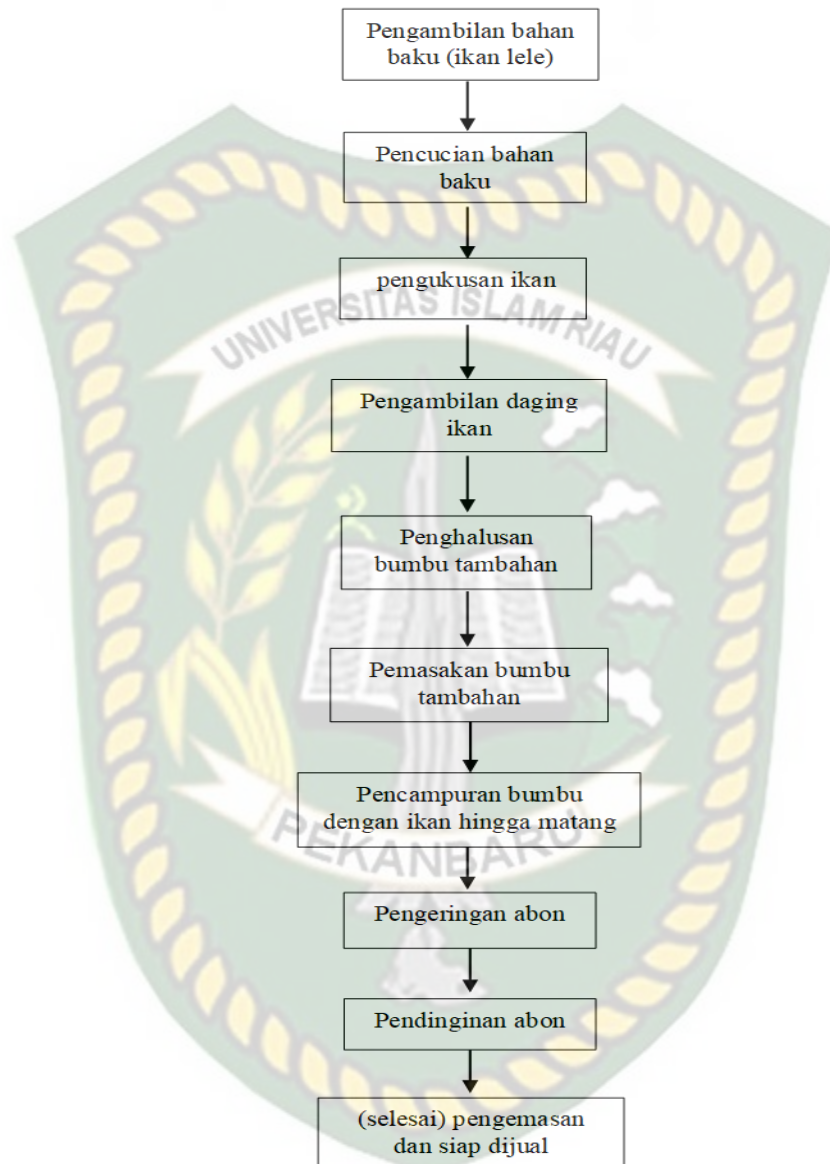 Pengambilan bahan
baku (ikan lele)
Pencucian bahan
baku
pengukusan ikan
UNIVERSITAS ISLAM RIAU
Pengambilan daging
ikan
Penghalusan
bumbu tambahan
Pemasakan bumbu
tambahan
Pencampuran bumbu
dengan ikan hingga matang
PEKANBARU
Pengeringan abon
Pendinginan abon
(selesai) pengemasan
dan siap dijual